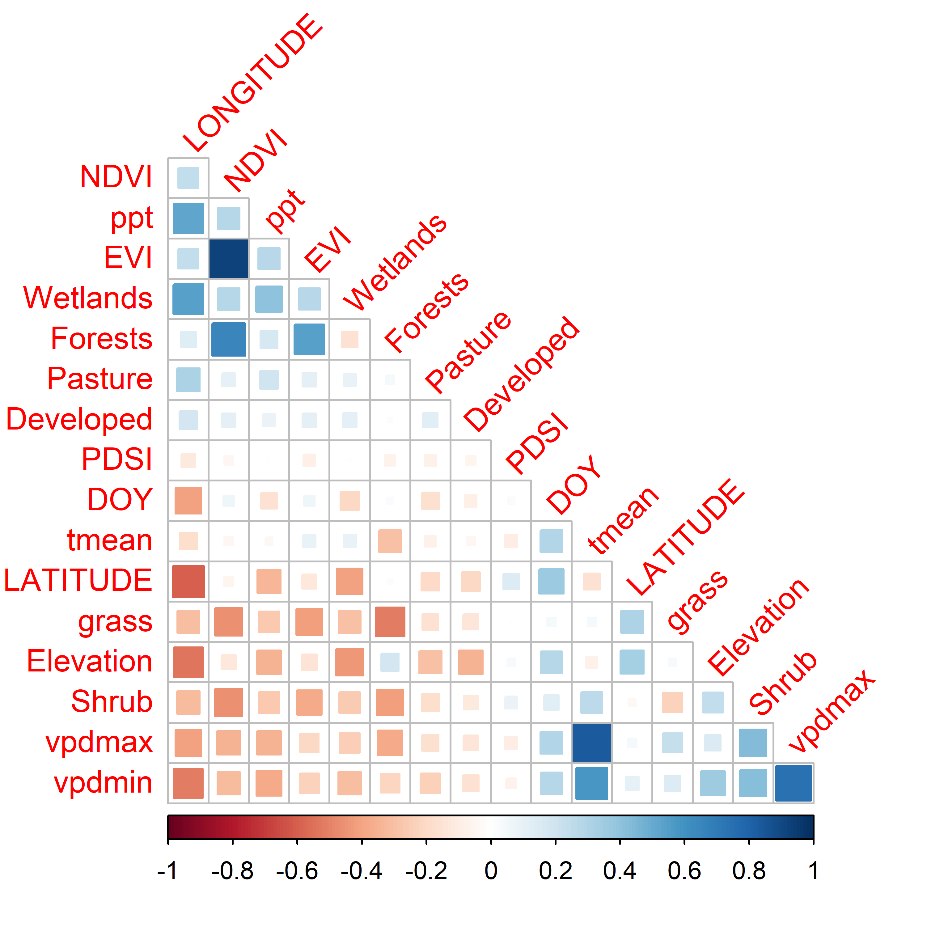 LONGITUDE
NDVI
NDVI
ppt
ppt
EVI
EVI
Wetlands
Wetlands
Forests
Forests
Pasture
Pasture
Developed
Developed
PDSI
PDSI
DOY
DOY
tmean
tmean
LATITUDE
LATITUDE
grass
grass
Elevation
Elevation
Shrub
Shrub
vpdmax
vpdmax
vpdmin
-1 -0.8 -0.6 -0.4 -0.2 0 0.2 0.4 0.6 0.8 1